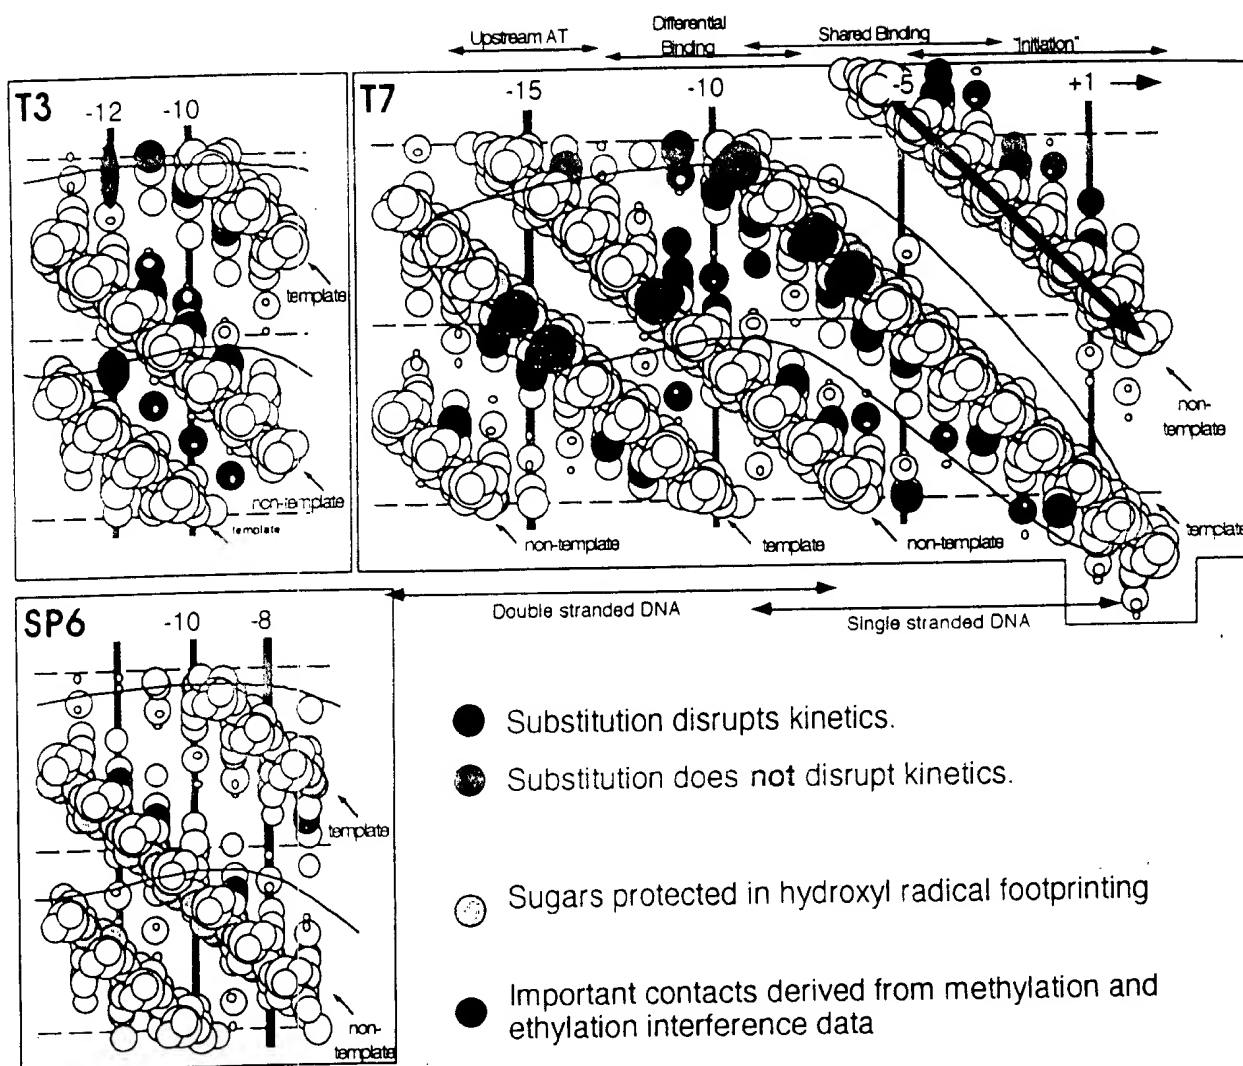 Upstream AT
Differential
Binding
Shared Binding
"Initiation"
T3
-12
-10
T7
-15
-10
-5
+1
template
non-template
template
non-
template
non-template
template
non-template
template
Double stranded DNA
Single stranded DNA
SP6
-10
-8
template
non-
template
Substitution disrupts kinetics.
Substitution does not disrupt kinetics.
Sugars protected in hydroxyl radical footprinting
Important contacts derived from methylation and
ethylation interference data